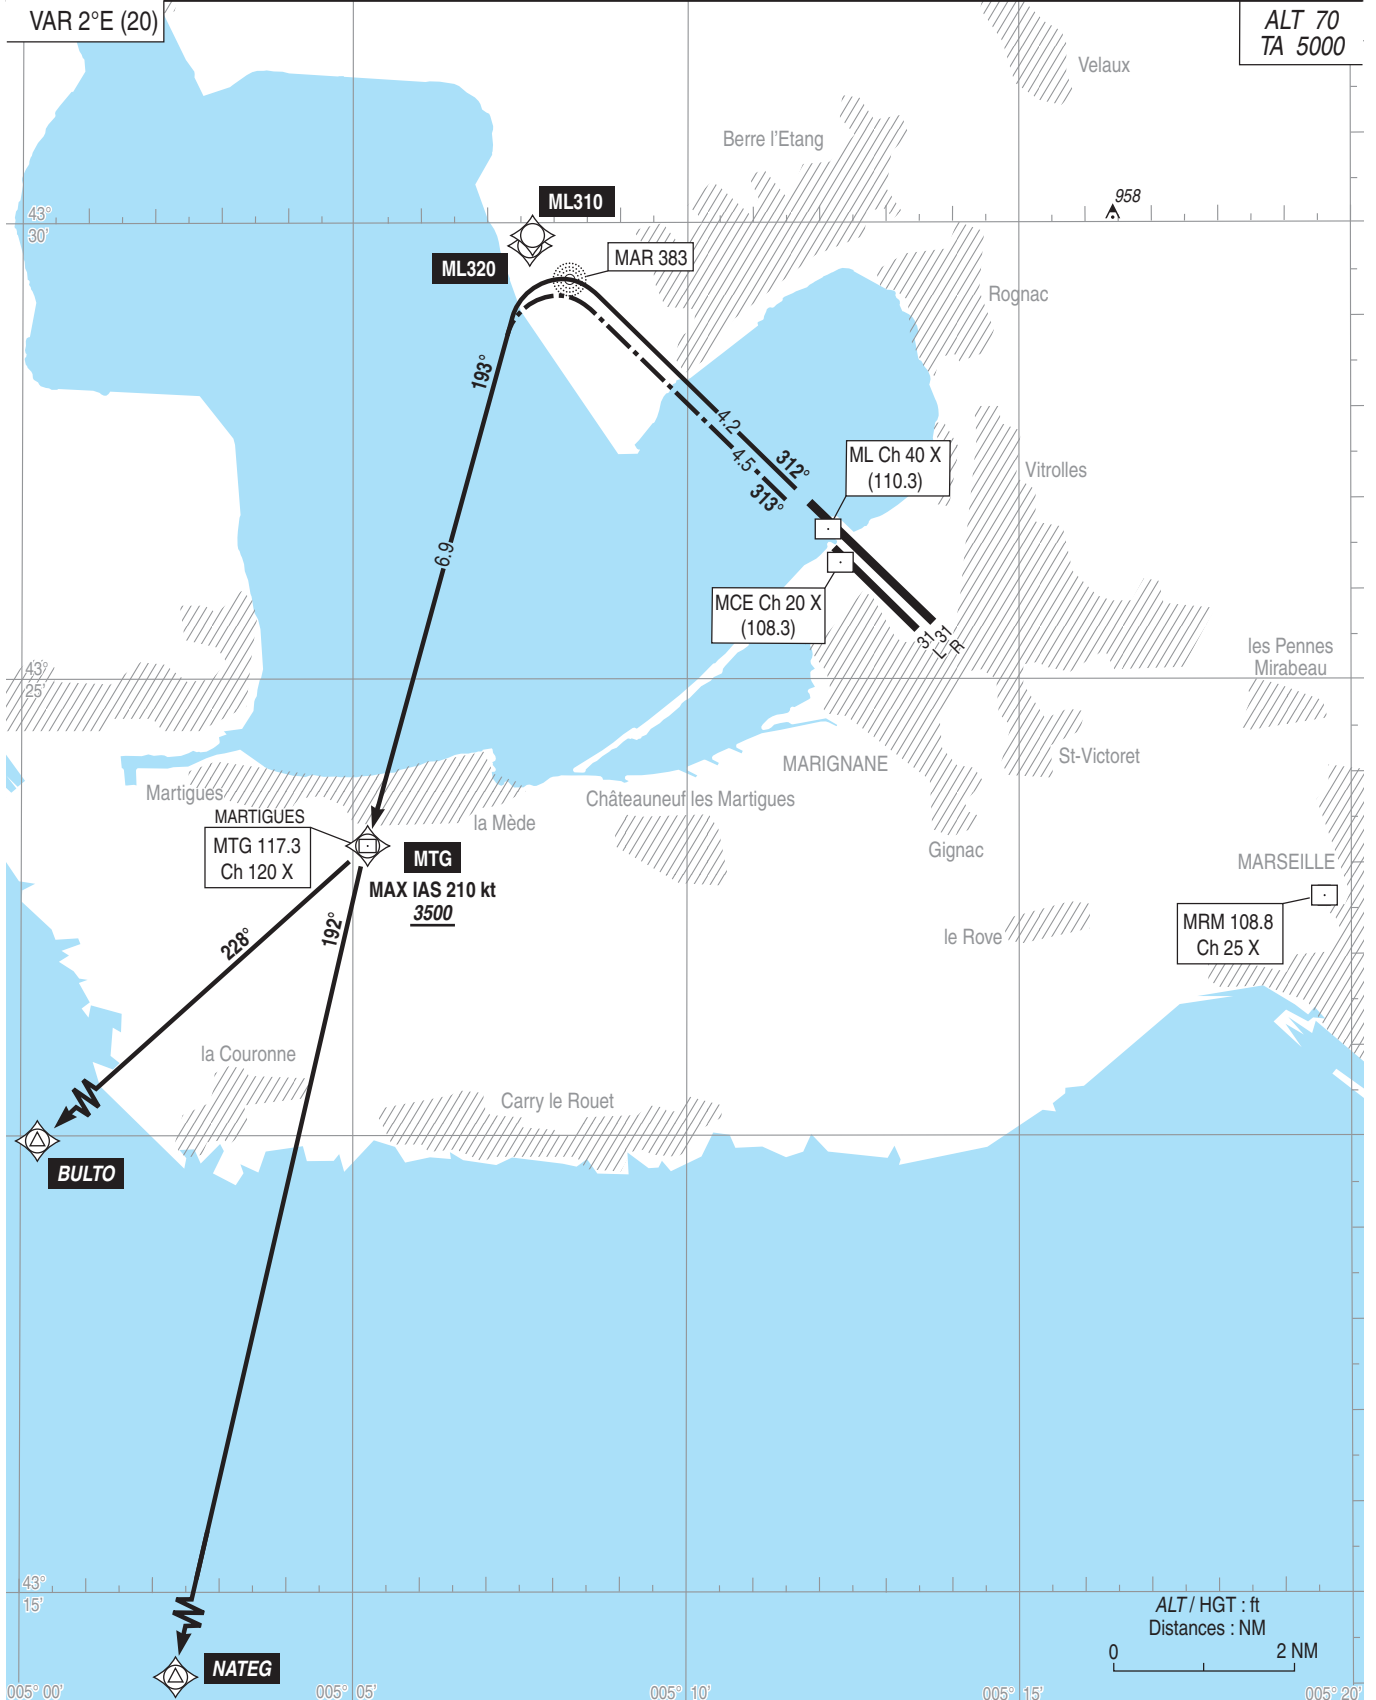 VAR 2°E (20)
ALT 70
TA 5000
Velaux
Berre l'Etang
ML310
958
43°
30'
MAR 383
ML320
Rognac
193°
4.2
4.5
312°
313°
ML Ch 40 X
(110.3)
Vitrolles
6.9
MCE Ch 20 X
(108.3)
31
L
31
R
les Pennes
Mirabeau
43°
25'
MARIGNANE
St-Victoret
Martigues
Châteauneuf les Martigues
MARTIGUES
la Mède
MTG 117.3
Ch 120 X
MTG
Gignac
MARSEILLE
MAX IAS 210 kt
3500
MRM 108.8
Ch 25 X
le Rove
228°
192°
la Couronne
Carry le Rouet
BULTO
43°
15'
ALT / HGT : ft
Distances : NM
0
2 NM
NATEG
005° 00'
005° 05'
005° 10'
005° 15'
005° 20'